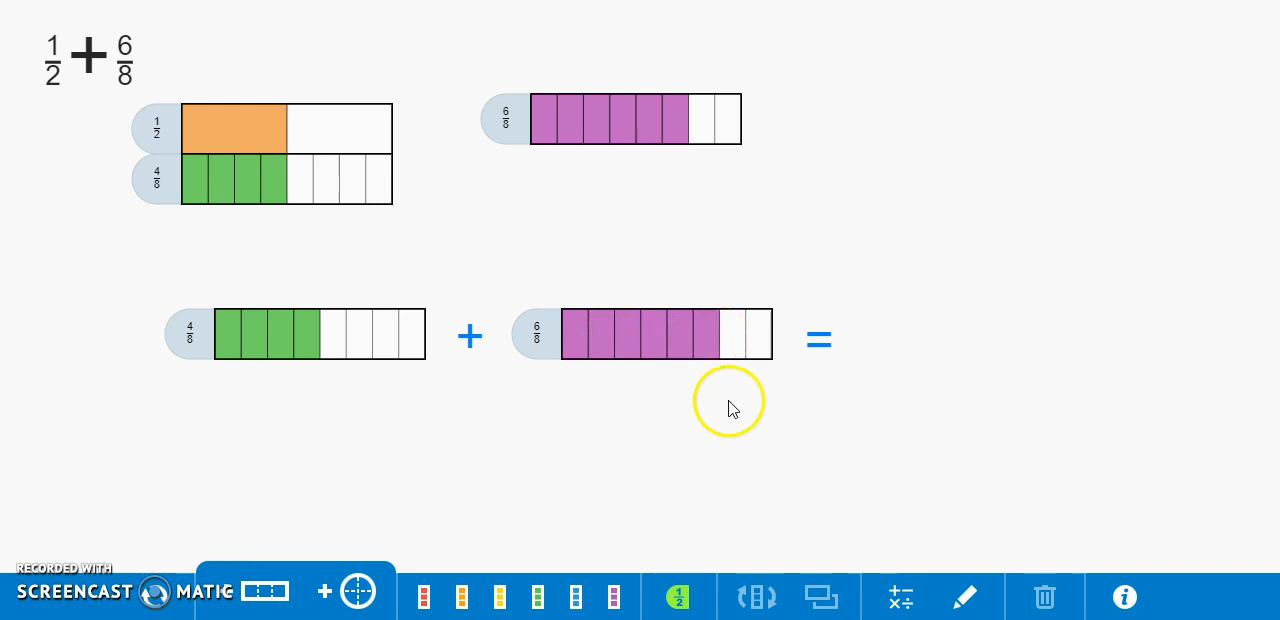 1/2 + 6/8
1/2
6/8
4/8
4/8 + 6/8 =
RECORDED WITH
SCREENCAST MATIC
+ +
1/2
+ − × ÷
i